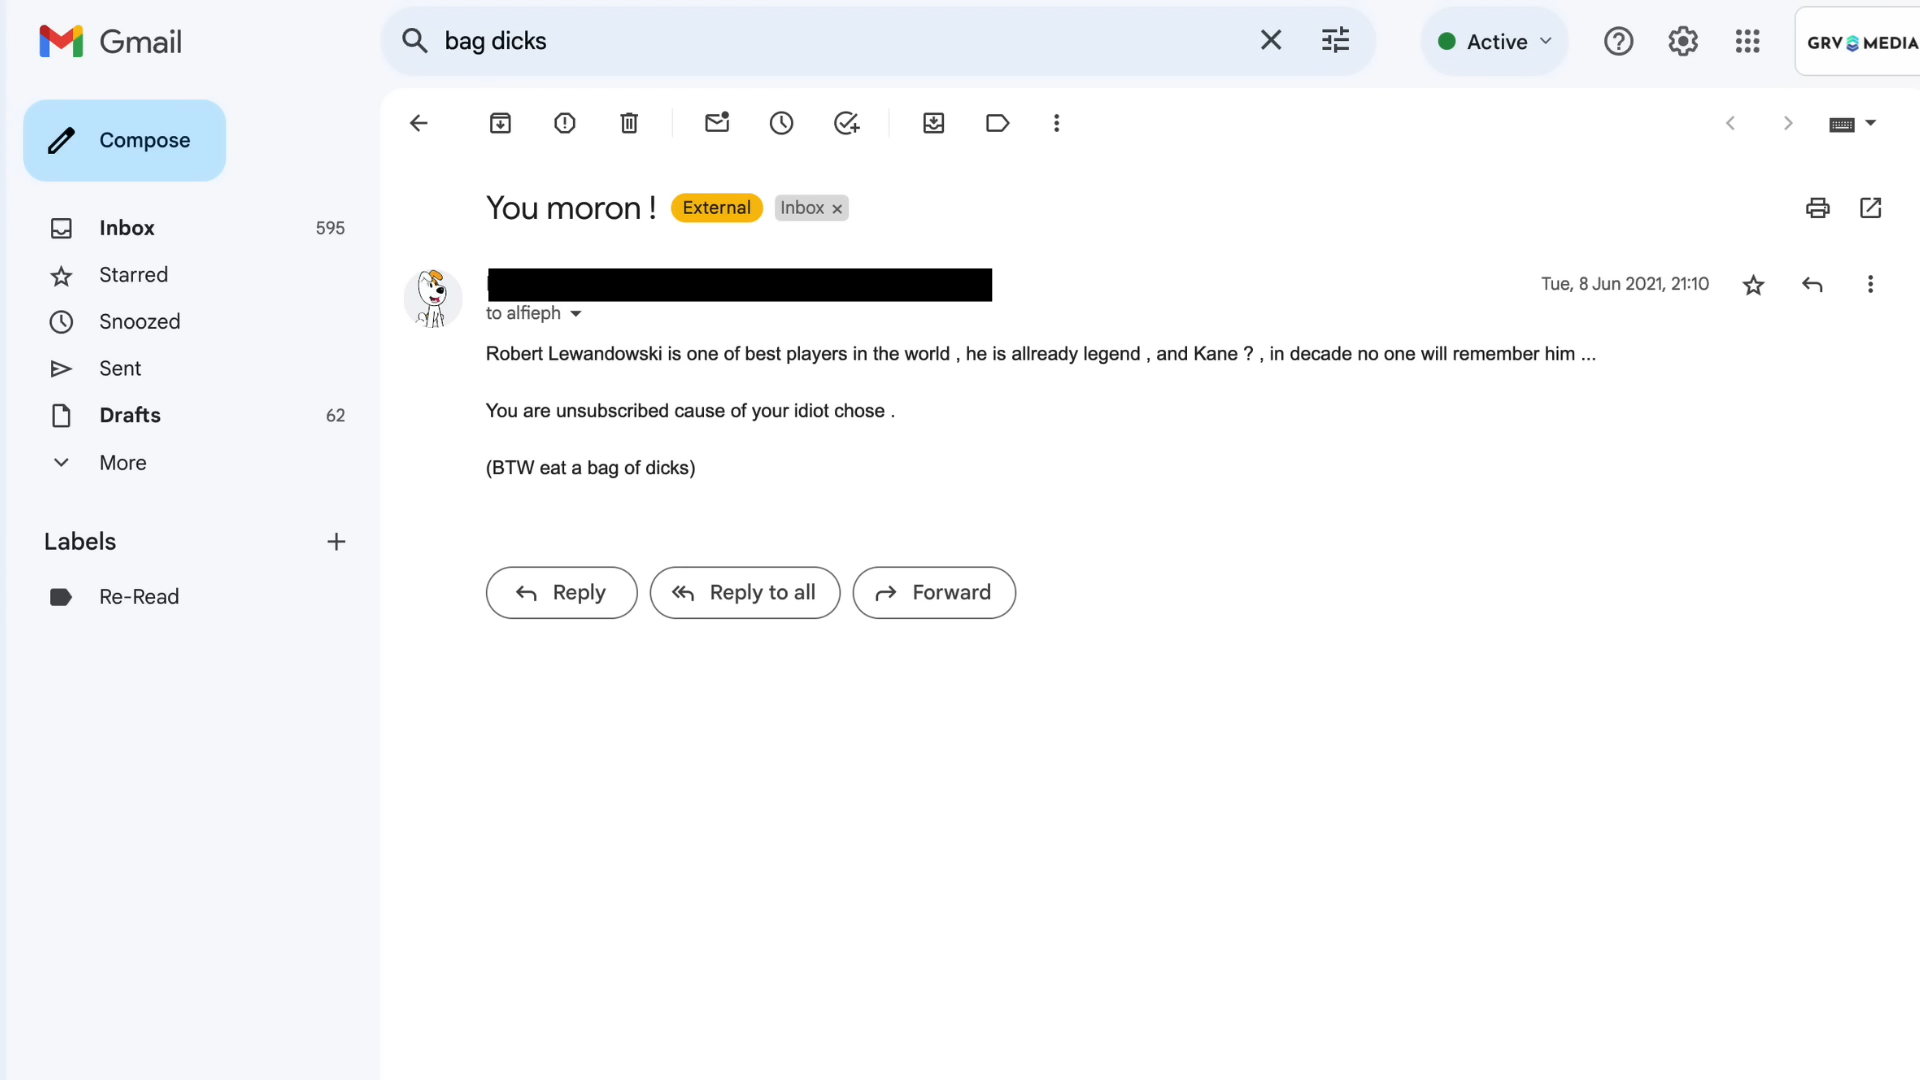 Gmail
bag dicks
Active
GRV MEDIA
Compose
Inbox 595
Starred
Snoozed
Sent
Drafts 62
More
Labels
Re-Read
You moron ! External Inbox
Tue, 8 Jun 2021, 21:10
to alfieph
Robert Lewandowski is one of best players in the world , he is allready legend , and Kane ? , in decade no one will remember him ...
You are unsubscribed cause of your idiot chose .
(BTW eat a bag of dicks)
Reply Reply to all Forward